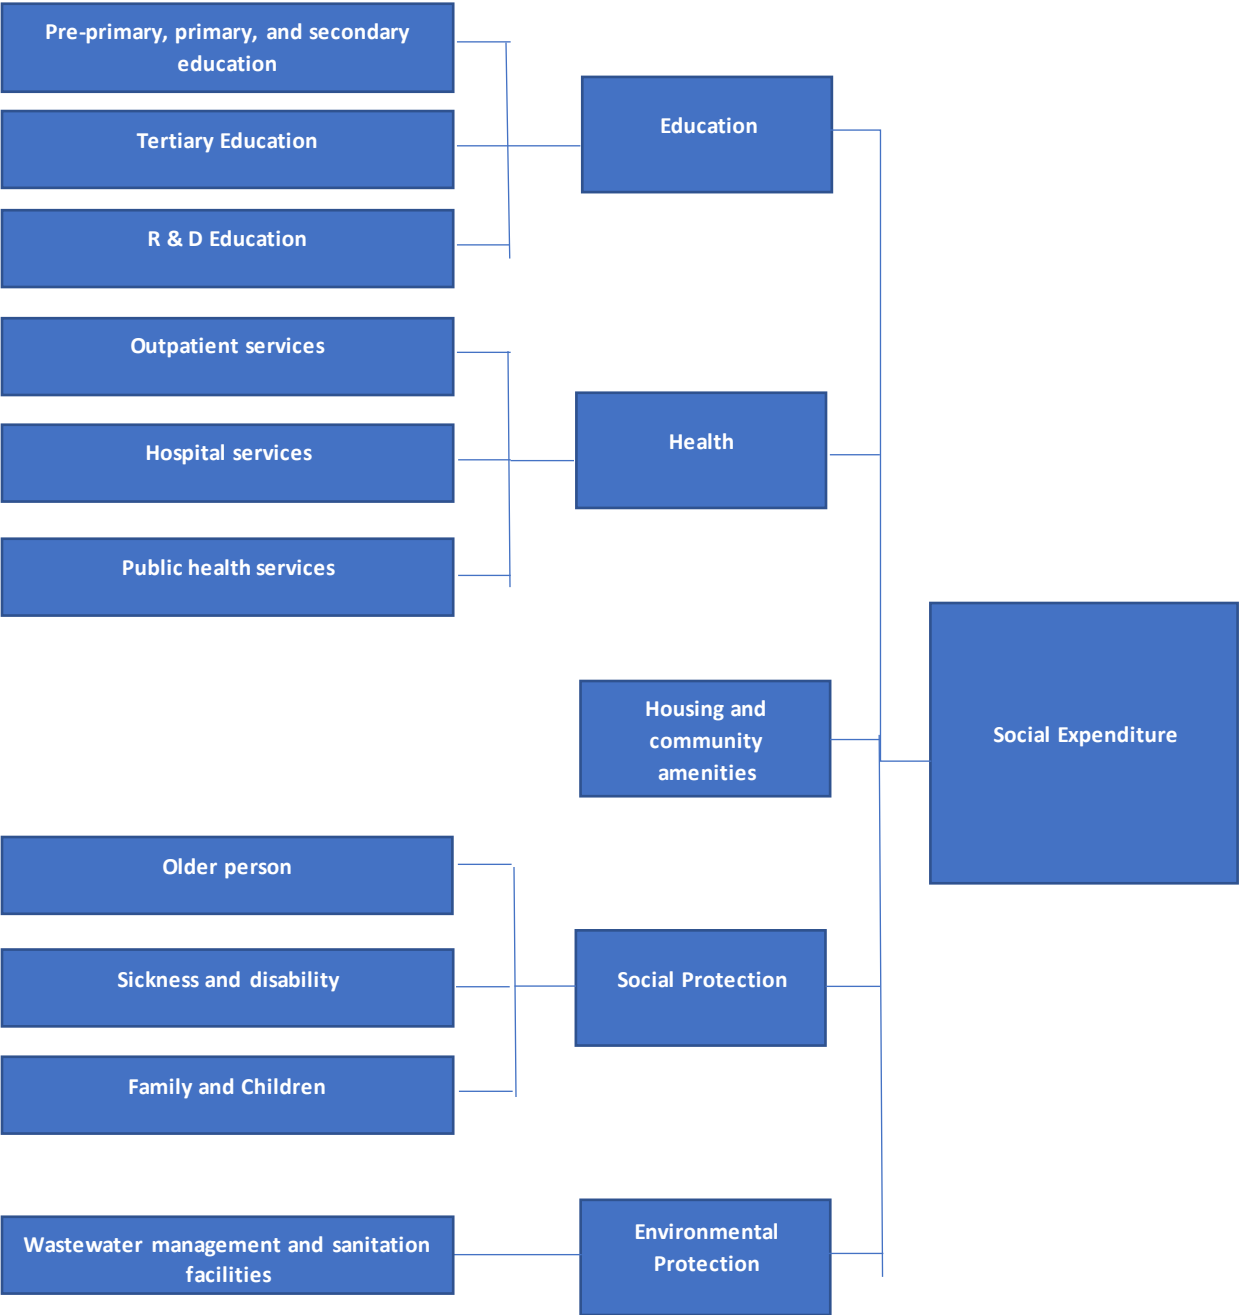 Pre-primary, primary, and secondary
education
Tertiary Education
R & D Education
Education
Outpatient services
Hospital services
Public health services
Health
Housing and
community
amenities
Social Expenditure
Older person
Sickness and disability
Family and Children
Social Protection
Wastewater management and sanitation
facilities
Environmental
Protection